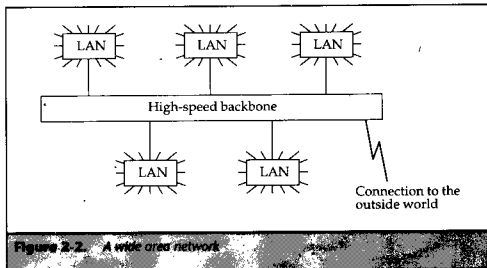 LAN LAN LAN
High-speed backbone
LAN LAN
Connection to the
outside world
Figure 2-2. A wide area network